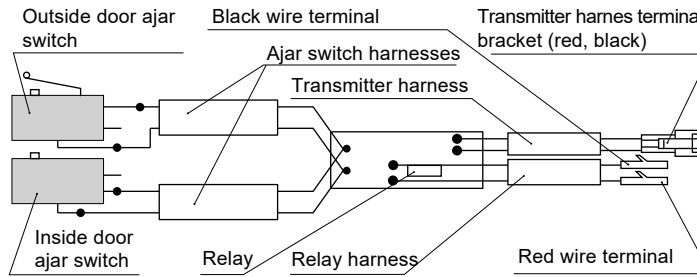 Outside door ajar
switch
Black wire terminal
Transmitter harnes termina
bracket (red, black)
Ajar switch harnesses
Transmitter harness
Inside door
ajar switch
Relay
Relay harness
Red wire terminal